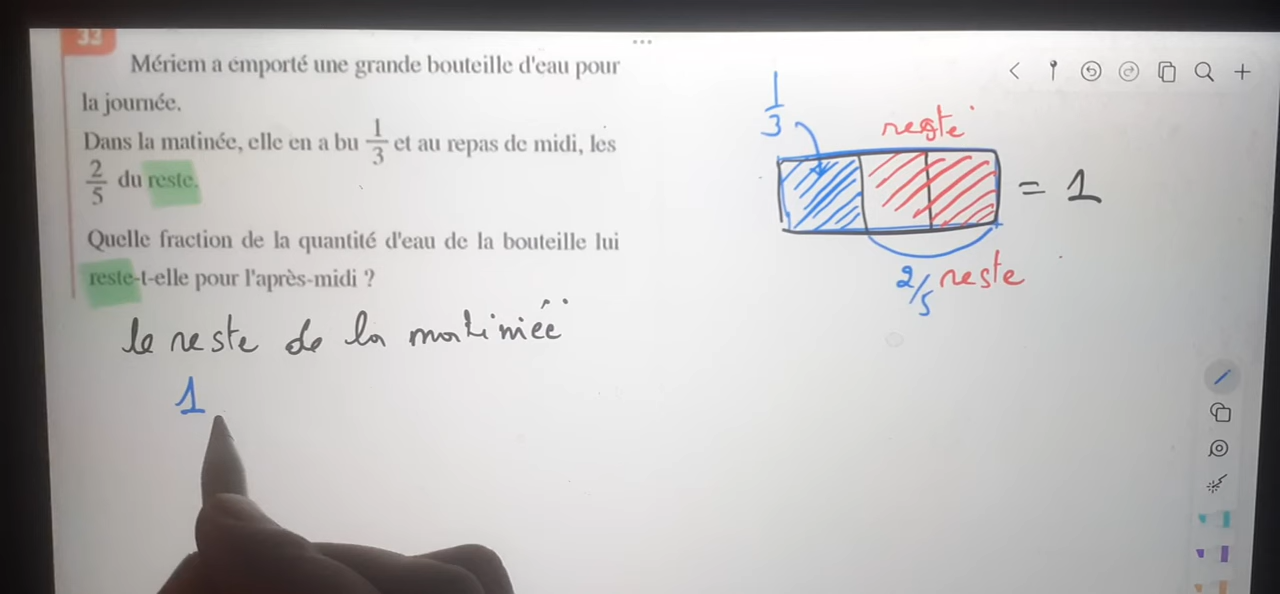 33
Mériem a emporté une grande bouteille d'eau pour
la journée.
Dans la matinée, elle en a bu 1/3 et au repas de midi, les
2/5 du reste.
Quelle fraction de la quantité d'eau de la bouteille lui
reste-t-elle pour l'après-midi ?
le reste de la matinée
1
1/3
reste
= 1
2/5 reste